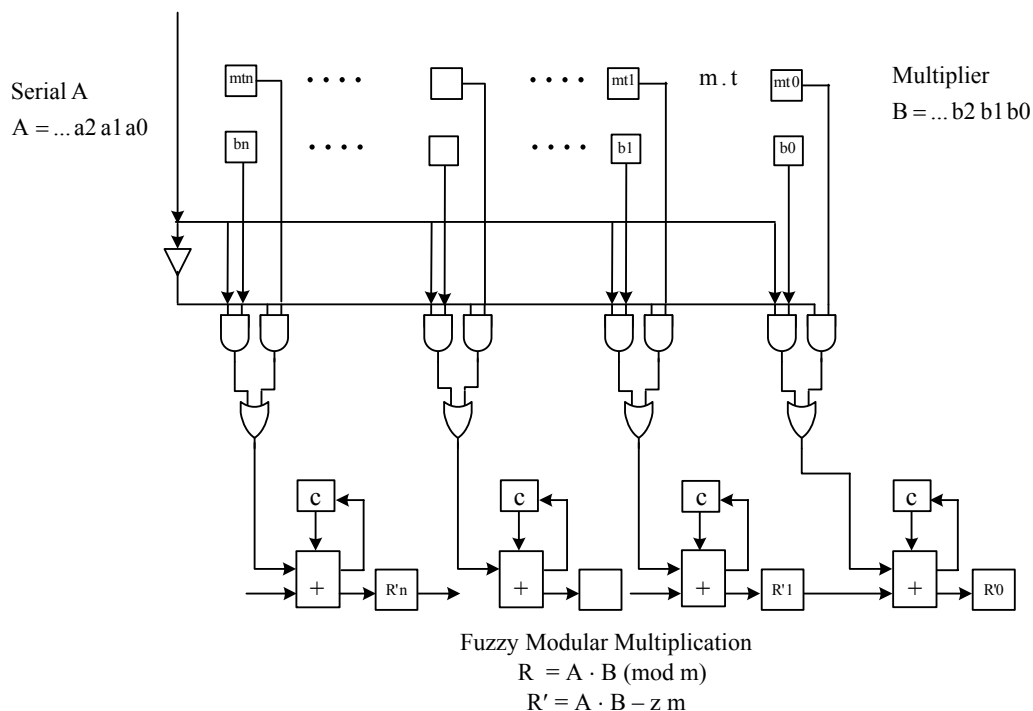 mtn
mt1
m.t
mt0
Serial A
A = ... a2 a1 a0
Multiplier
B = ... b2 b1 b0
bn
b1
b0
c
c
c
c
+
+
+
+
R'n
R'1
R'0
Fuzzy Modular Multiplication
R = A · B (mod m)
R′ = A · B – z m